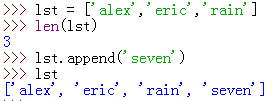 >>> lst = ['alex','eric','rain']
>>> len(lst)
3
>>> lst.append('seven')
>>> lst
['alex', 'eric', 'rain', 'seven']